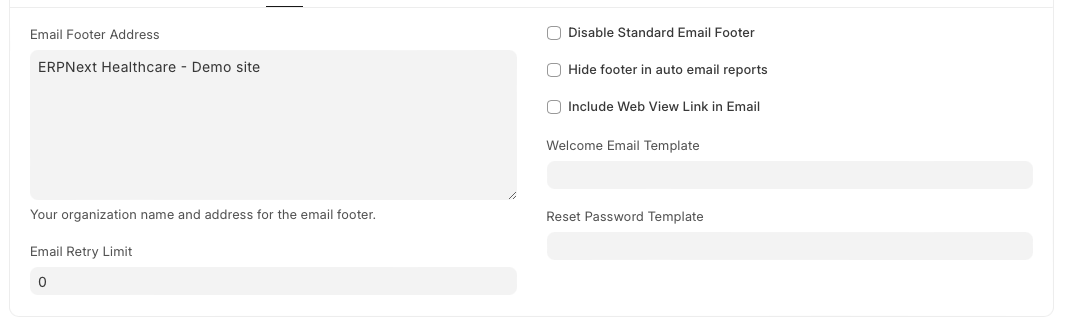 Email Footer Address
ERPNext Healthcare - Demo site
Your organization name and address for the email footer.
Email Retry Limit
0
Disable Standard Email Footer
Hide footer in auto email reports
Include Web View Link in Email
Welcome Email Template
Reset Password Template